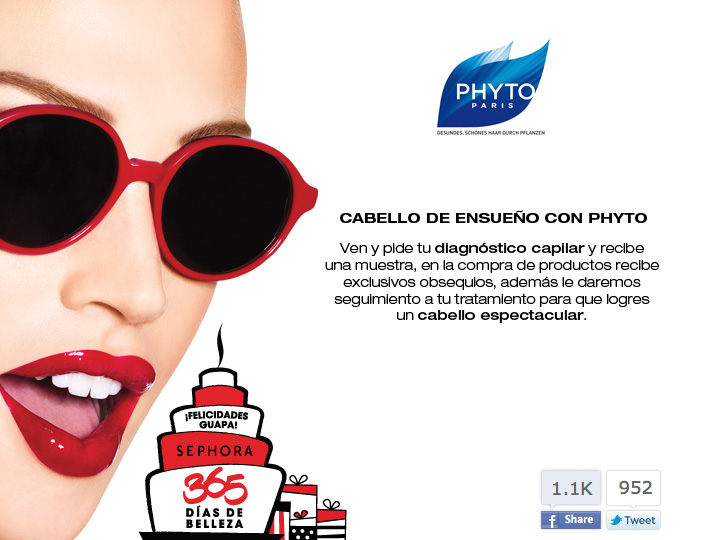 PHYTO
PARIS
GESUNDES, SCHÖNES HAAR DURCH PFLANZEN
CABELLO DE ENSUEÑO CON PHYTO
Ven y pide tu diagnóstico capilar y recibe
una muestra, en la compra de productos recibe
exclusivos obsequios, además le daremos
seguimiento a tu tratamiento para que logres
un cabello espectacular.
¡FELICIDADES
GUAPA!
SEPHORA
365
DÍAS DE
BELLEZA
1.1K
952
f Share
Tweet